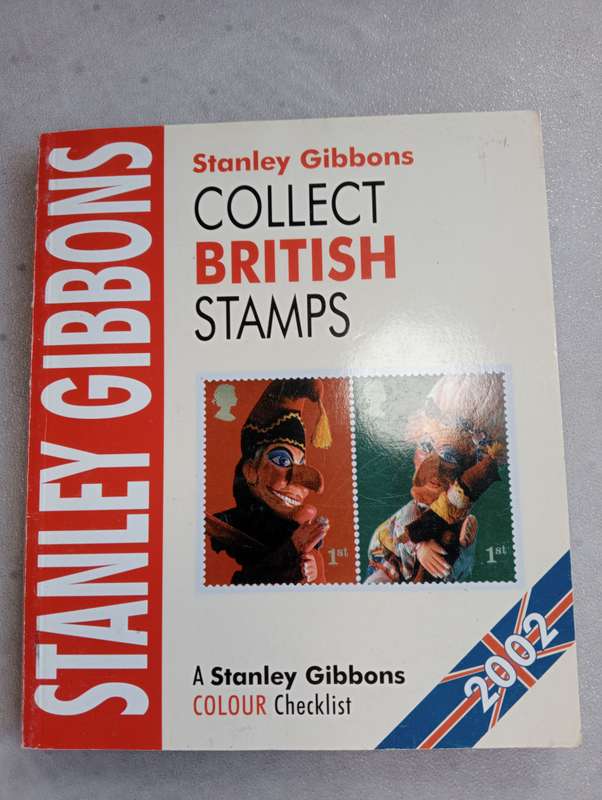 STANLEY GIBBONS
Stanley Gibbons
COLLECT
BRITISH
STAMPS
1st
1st
2002
A Stanley Gibbons
COLOUR Checklist